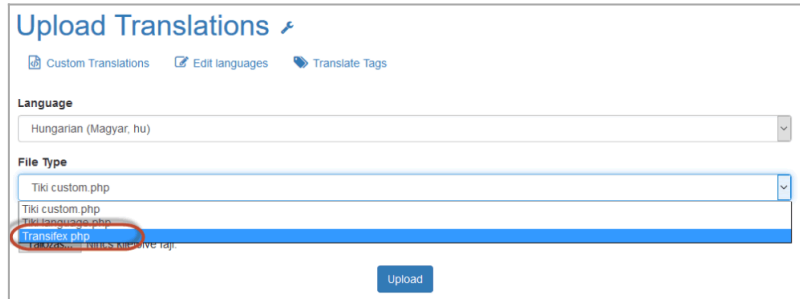 Upload Translations
Custom Translations Edit languages Translate Tags
Language
Hungarian (Magyar, hu)
File Type
Tiki custom.php
Tiki custom.php
Tiki language.php
Transifex php
Upload